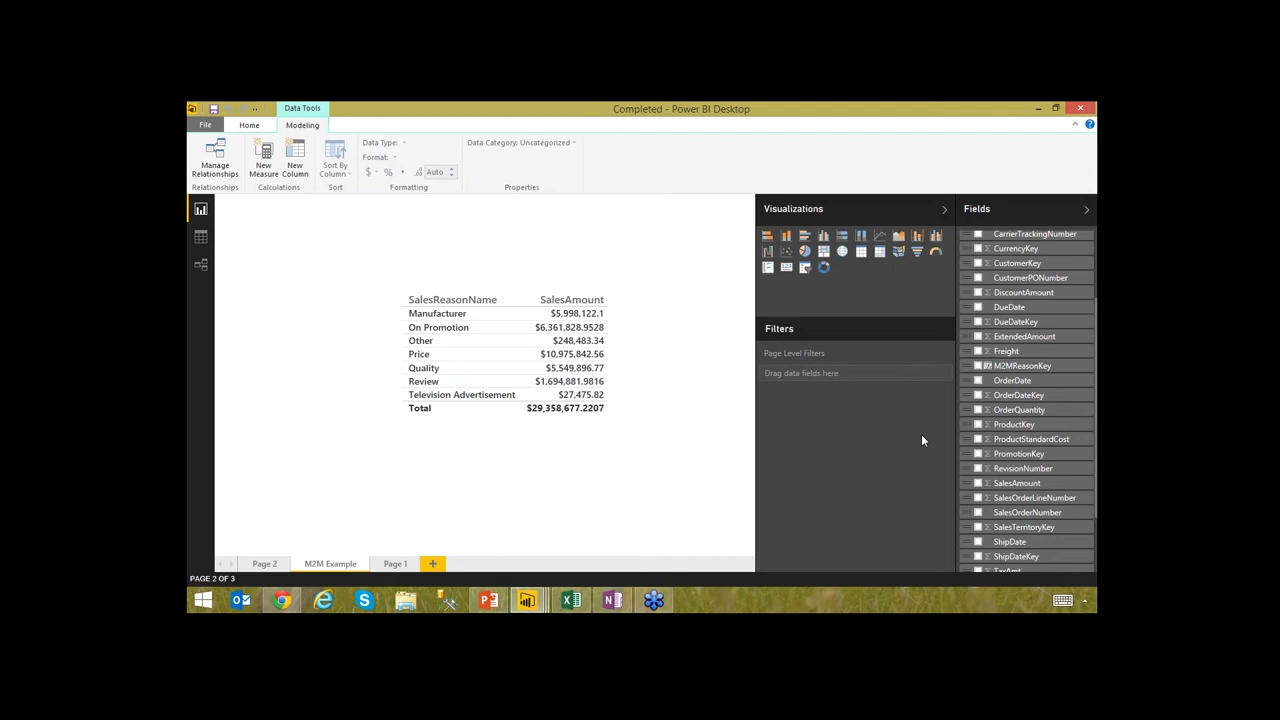 Data Tools
Completed - Power BI Desktop
File
Home
Modeling
Manage Relationships
New Measure
New Column
Sort By Column
Data Type:
Format:
$ % , Auto
Data Category: Uncategorized
Relationships
Calculations
Sort
Formatting
Properties
SalesReasonName SalesAmount
Manufacturer $5,998,122.1
On Promotion $6,361,828.9528
Other $248,483.34
Price $10,975,842.56
Quality $5,549,896.77
Review $1,694,881.9816
Television Advertisement $27,475.82
Total $29,358,677.2207
Visualizations
Filters
Page Level Filters
Drag data fields here
Fields
CarrierTrackingNumber
CurrencyKey
CustomerKey
CustomerPONumber
DiscountAmount
DueDate
DueDateKey
ExtendedAmount
Freight
M2MReasonKey
OrderDate
OrderDateKey
OrderQuantity
ProductKey
ProductStandardCost
PromotionKey
RevisionNumber
SalesAmount
SalesOrderLineNumber
SalesOrderNumber
SalesTerritoryKey
ShipDate
ShipDateKey
TaxAmt
Page 2
M2M Example
Page 1
PAGE 2 OF 3